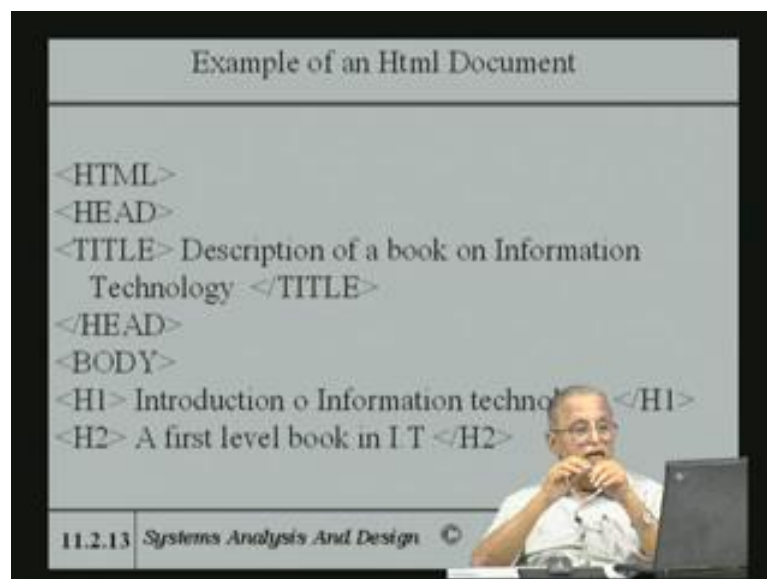 Example of an Html Document
<HTML>
<HEAD>
<TITLE> Description of a book on Information
Technology </TITLE>
</HEAD>
<BODY>
<H1> Introduction o Information </H1>
<H2> A first level book in I T </H2>
11.2.13 Systems Analysis And Design ©